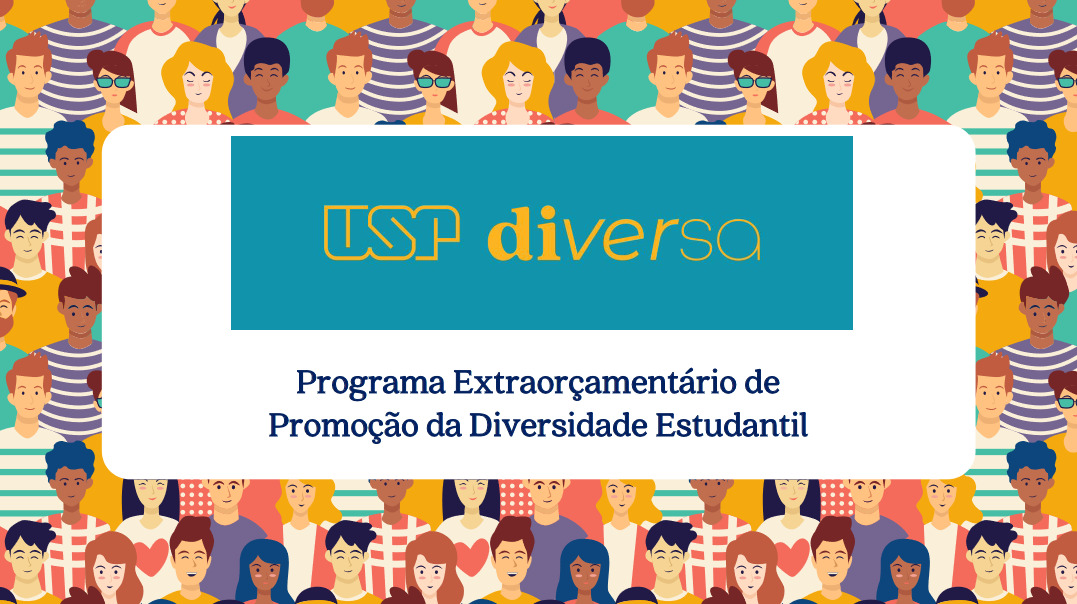 USP diversa
Programa Extraorçamentário de
Promoção da Diversidade Estudantil